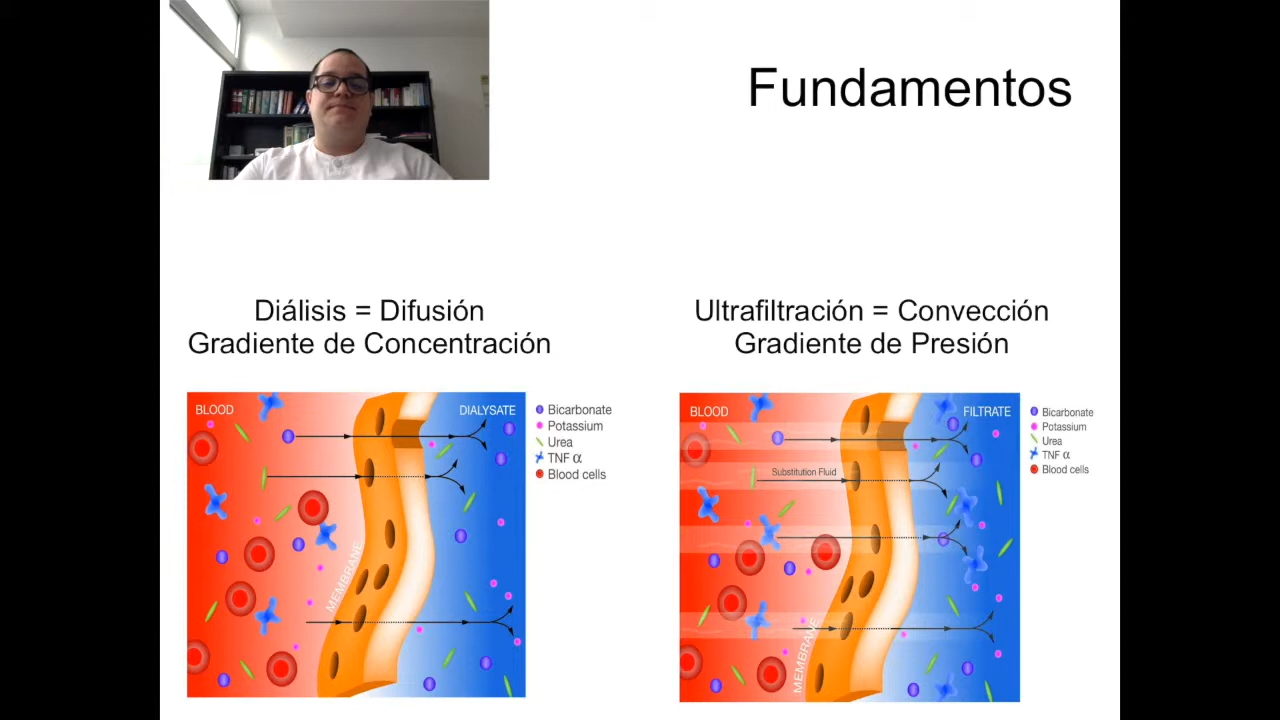 Fundamentos
Diálisis = Difusión
Gradiente de Concentración
BLOOD
DIALYSATE
MEMBRANE
Bicarbonate
Potassium
Urea
TNF α
Blood cells
Ultrafiltración = Convección
Gradiente de Presión
BLOOD
FILTRATE
Substitution Fluid
MEMBRANE
Bicarbonate
Potassium
Urea
TNF α
Blood cells